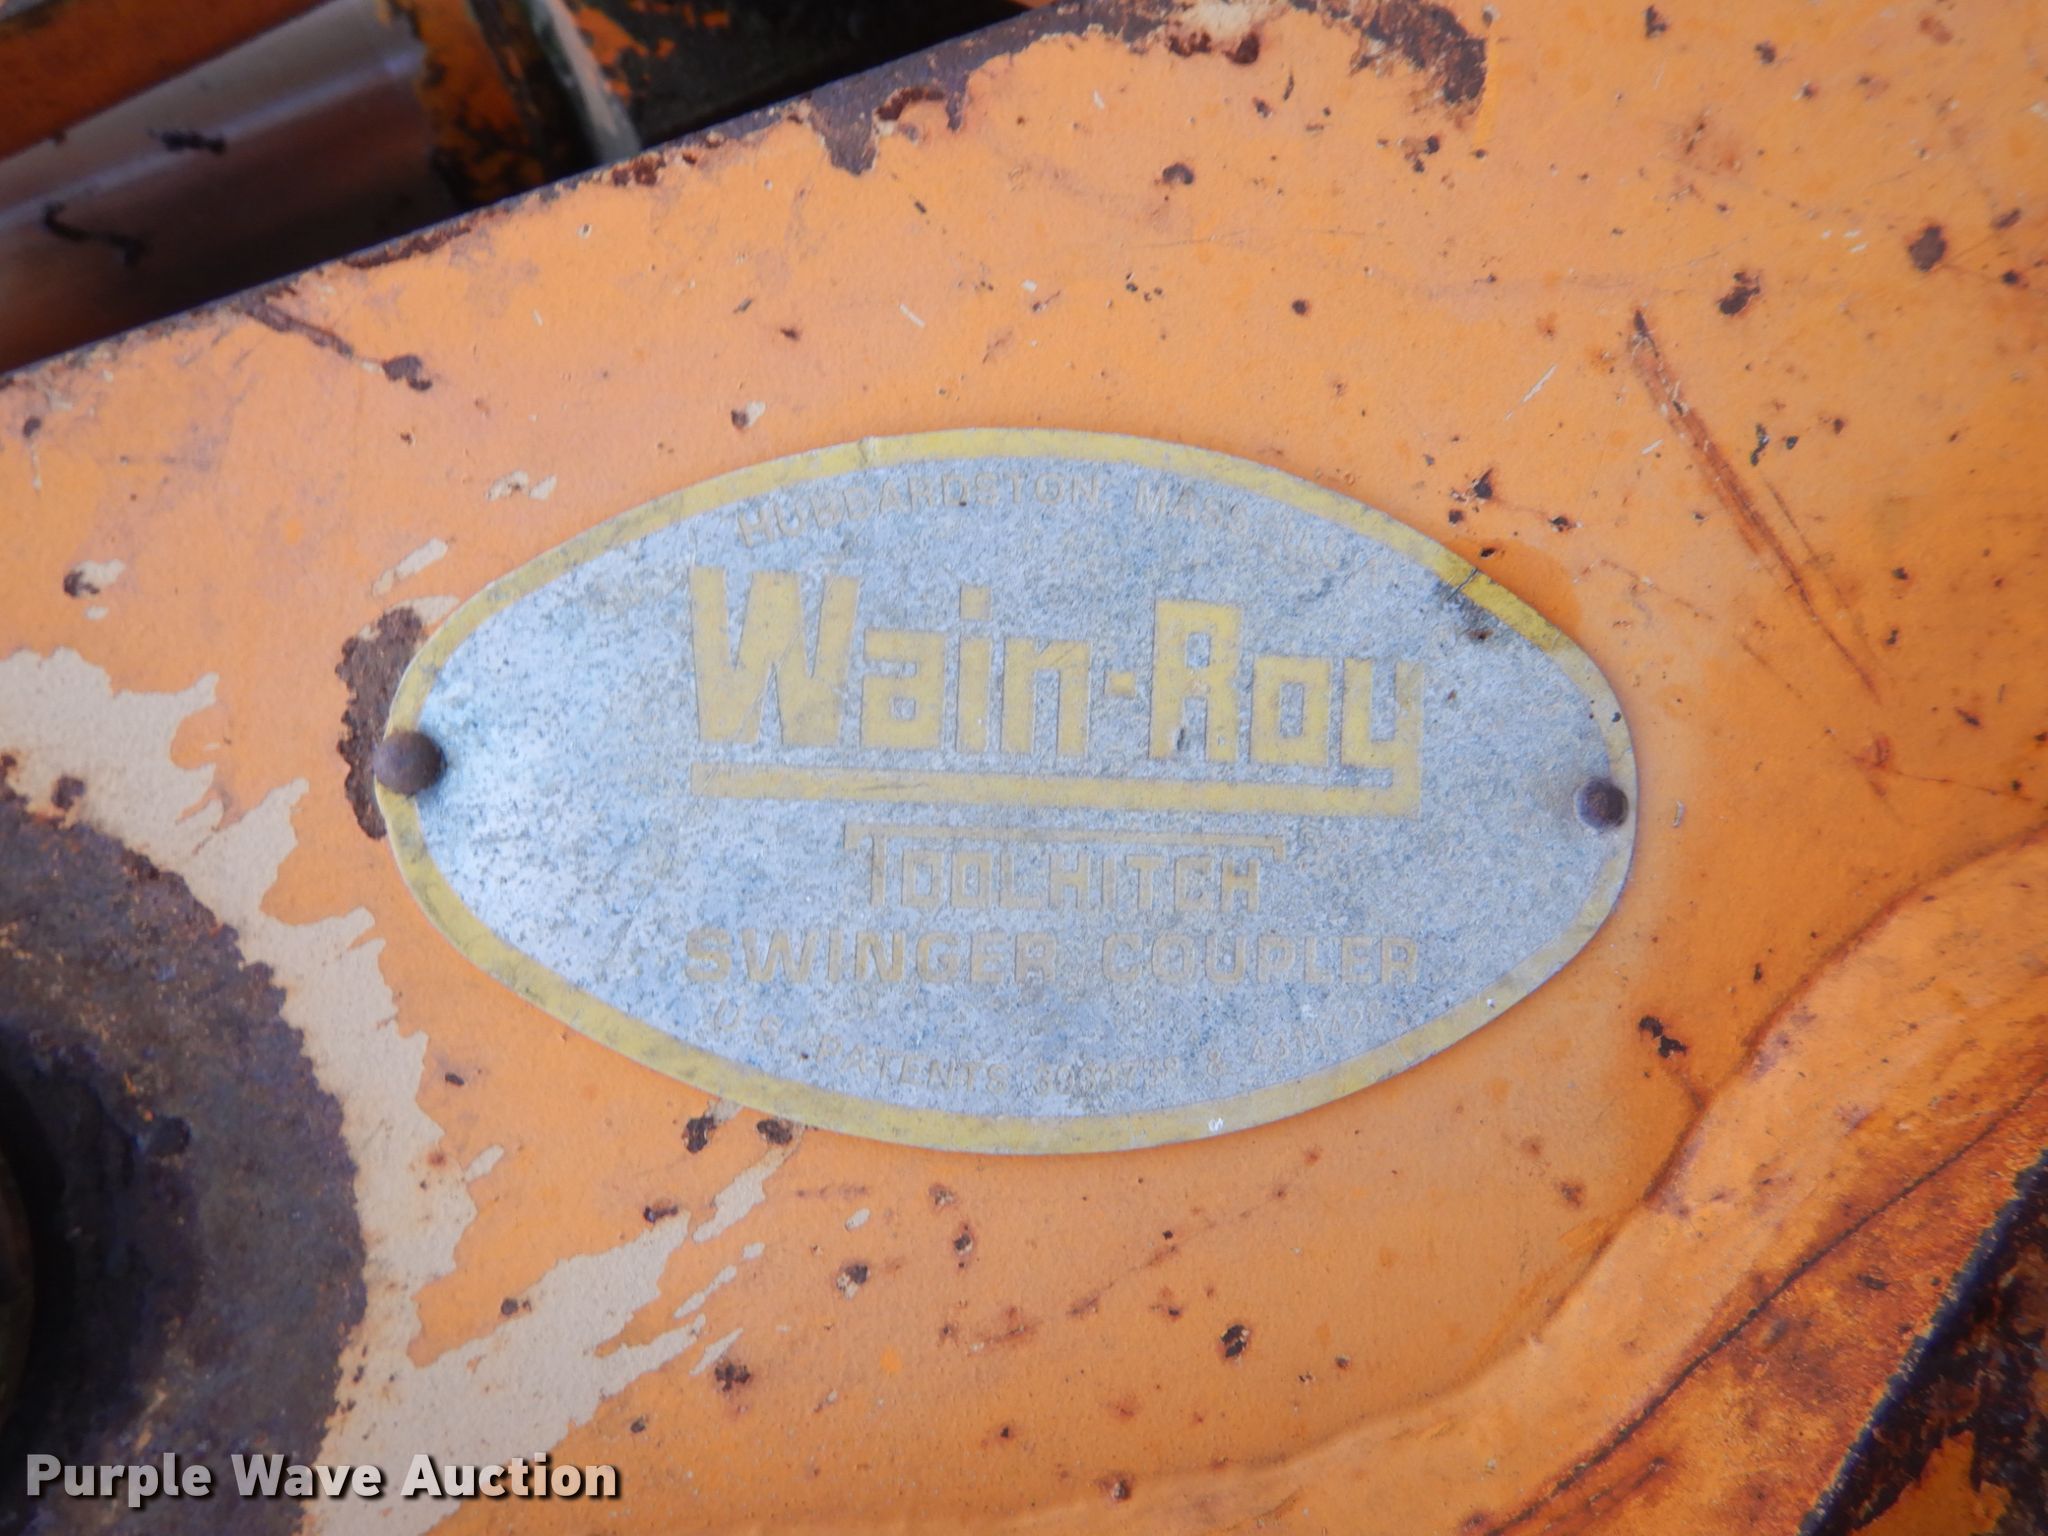 HUBBARDSTON, MASS.
Wain-Roy
TOOLHITCH
SWINGER COUPLER
U.S. PATENTS &
Purple Wave Auction